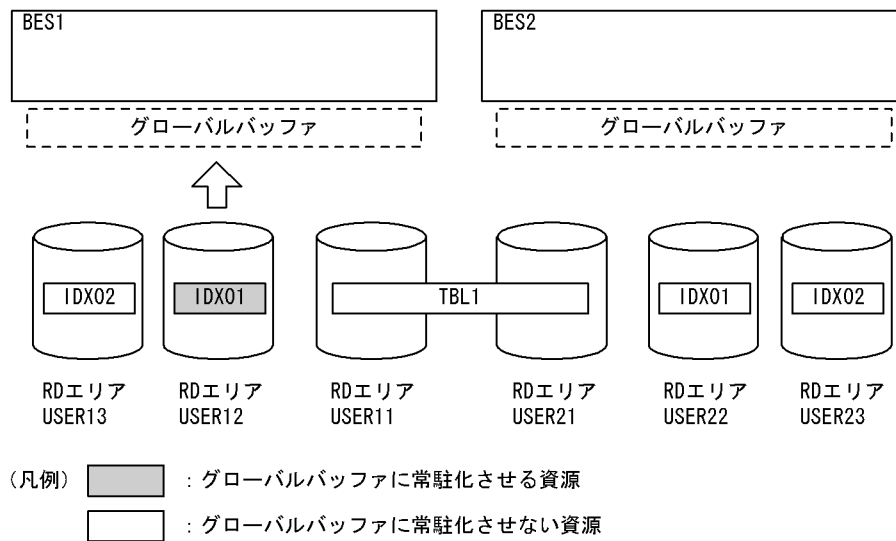 BES1
BES2
グローバルバッファ
グローバルバッファ
IDX02
IDX01
TBL1
IDX01
IDX02
RDエリア
USER13
RDエリア
USER12
RDエリア
USER11
RDエリア
USER21
RDエリア
USER22
RDエリア
USER23
(凡例)
：グローバルバッファに常駐化させる資源
：グローバルバッファに常駐化させない資源